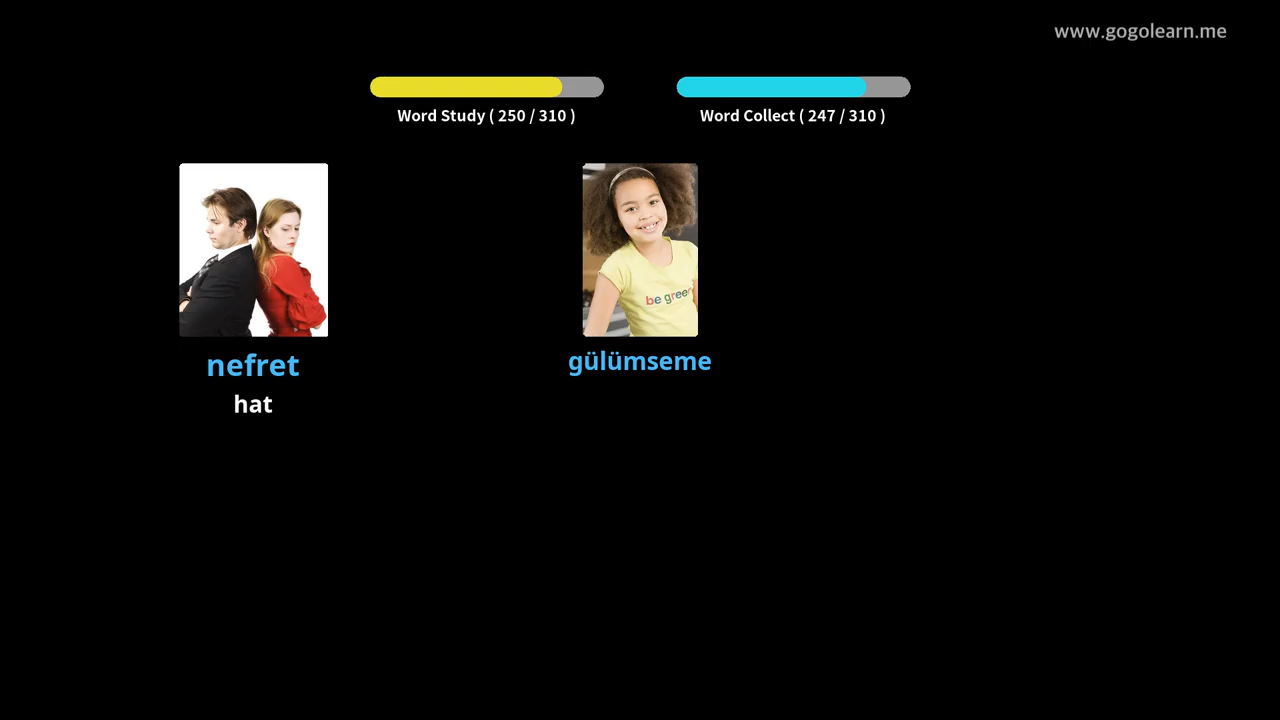 www.gogolearn.me
Word Study ( 250 / 310 )
Word Collect ( 247 / 310 )
be green
nefret
gülümseme
hat